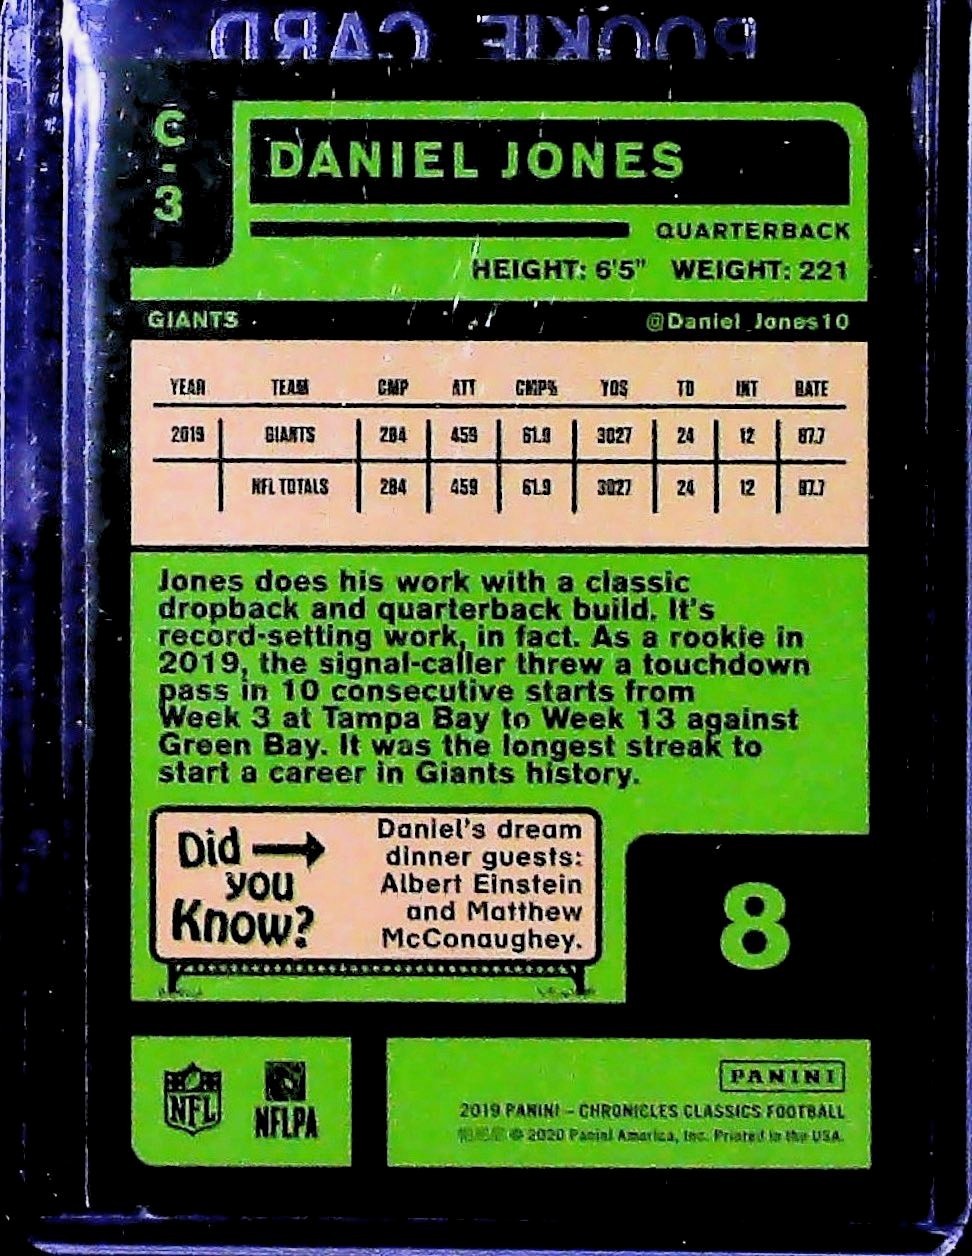 ROOKIE CARD
C-3
DANIEL JONES
QUARTERBACK
HEIGHT: 6'5" WEIGHT: 221
GIANTS @Daniel_Jones10
YEAR TEAM CMP ATT CMP% YDS TD INT RATE
2019 GIANTS 284 459 61.9 3027 24 12 87.7
NFL TOTALS 284 459 61.9 3027 24 12 87.7
Jones does his work with a classic
dropback and quarterback build. It's
record-setting work, in fact. As a rookie in
2019, the signal-caller threw a touchdown
pass in 10 consecutive starts from
Week 3 at Tampa Bay to Week 13 against
Green Bay. It was the longest streak to
start a career in Giants history.
Did
you
Know?
Daniel's dream
dinner guests:
Albert Einstein
and Matthew
McConaughey.
8
NFL NFLPA
PANINI
2019 PANINI – CHRONICLES CLASSICS FOOTBALL
© 2020 Panini America, Inc. Printed in the USA.